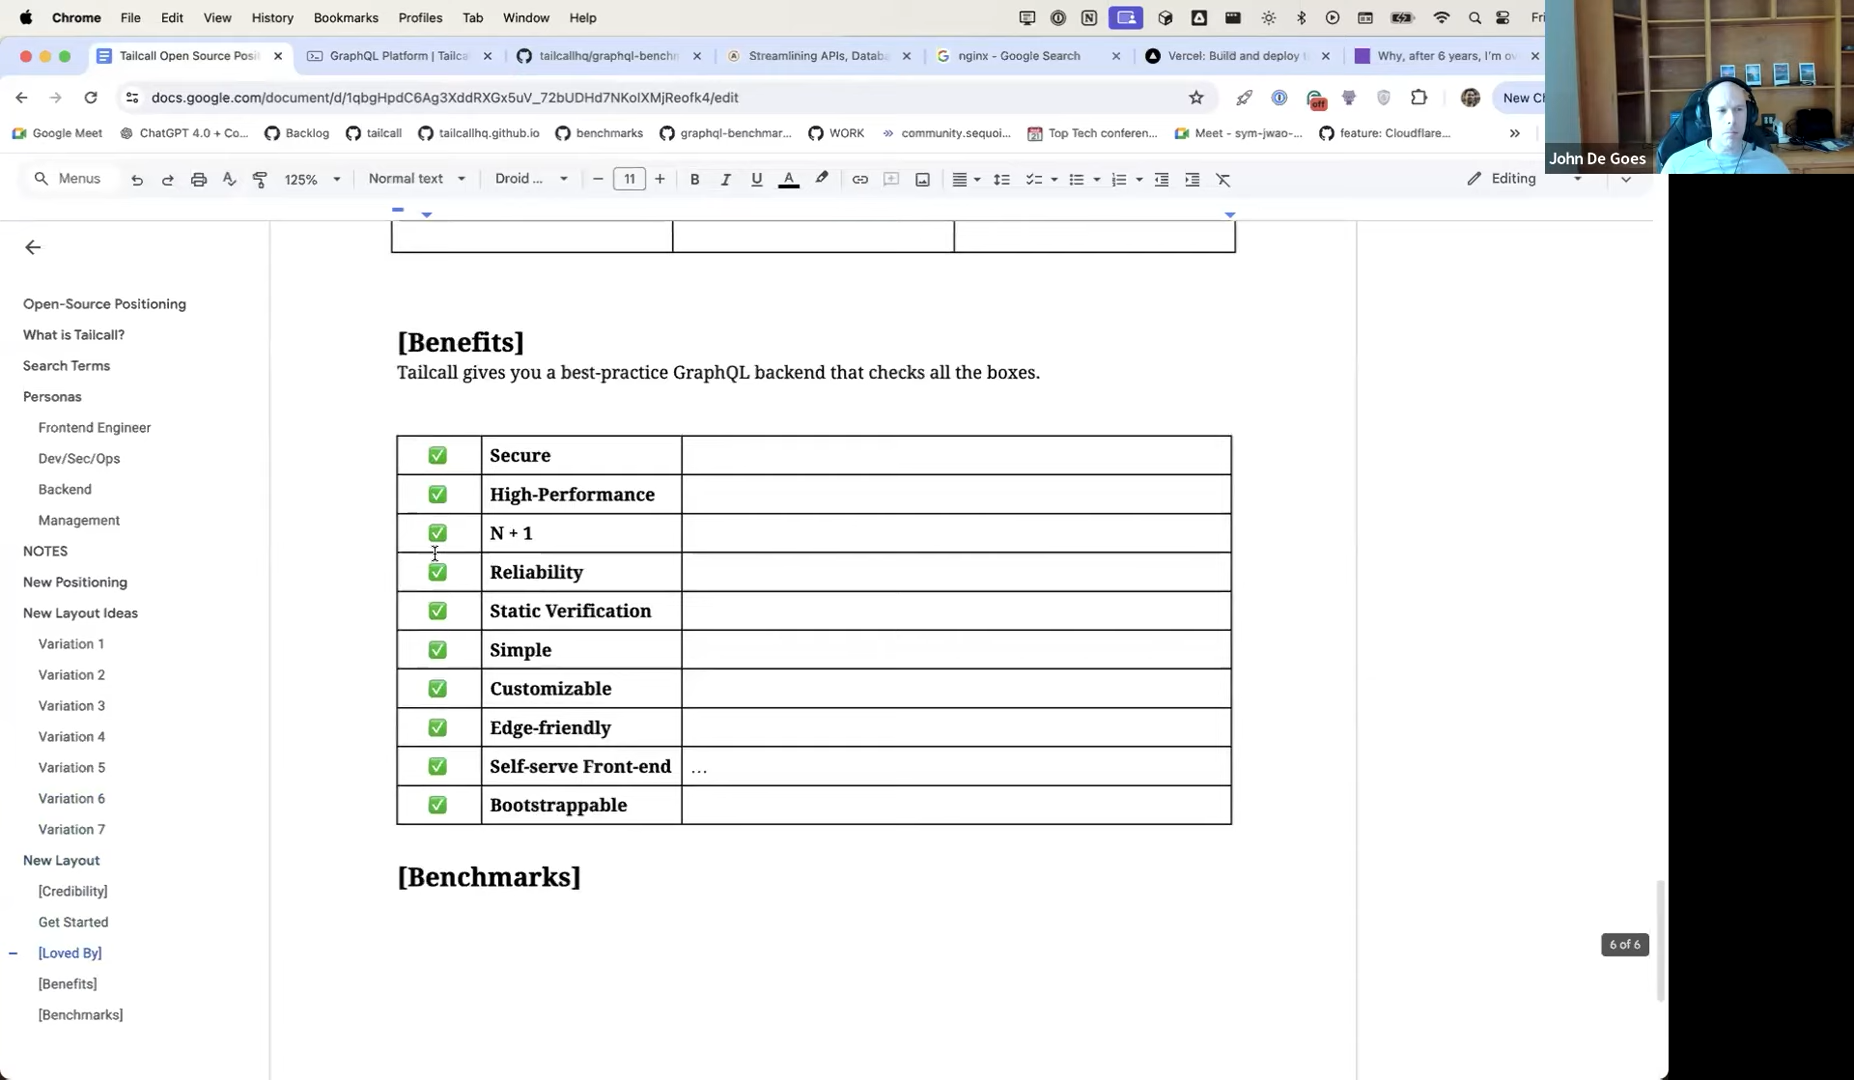 Chrome File Edit View History Bookmarks Profiles Tab Window Help Fri
Tailcall Open Source Posi
GraphQL Platform | Tailca
tailcallhq/graphql-benchm
Streamlining APIs, Databa
nginx - Google Search
Vercel: Build and deploy t
Why, after 6 years, I'm ov
docs.google.com/document/d/1qbgHpdC6Ag3XddRXGx5uV_72bUDHd7NKolXMjReofk4/edit
off
New Ch
Google Meet ChatGPT 4.0 + Co... Backlog tailcall tailcallhq.github.io benchmarks graphql-benchmar... WORK community.sequoi... Top Tech conferen... Meet - sym-jwao-... feature: Cloudflare...
John De Goes
Menus 125% Normal text Droid ... 11 B I U A Editing
Open-Source Positioning
What is Tailcall?
Search Terms
Personas
Frontend Engineer
Dev/Sec/Ops
Backend
Management
NOTES
New Positioning
New Layout Ideas
Variation 1
Variation 2
Variation 3
Variation 4
Variation 5
Variation 6
Variation 7
New Layout
[Credibility]
Get Started
[Loved By]
[Benefits]
[Benchmarks]
[Benefits]
Tailcall gives you a best-practice GraphQL backend that checks all the boxes.
✅ Secure
✅ High-Performance
✅ N + 1
✅ Reliability
✅ Static Verification
✅ Simple
✅ Customizable
✅ Edge-friendly
✅ Self-serve Front-end ...
✅ Bootstrappable
[Benchmarks]
6 of 6